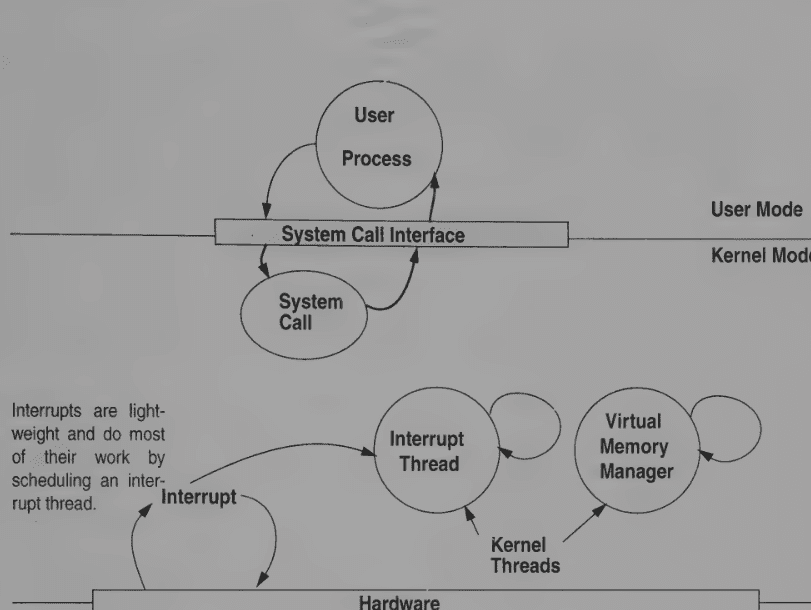 User
Process
User Mode
System Call Interface
Kernel Mod
System
Call
Interrupts are light-
weight and do most
of their work by
scheduling an inter-
rupt thread.
Interrupt
Interrupt
Thread
Virtual
Memory
Manager
Kernel
Threads
Hardware